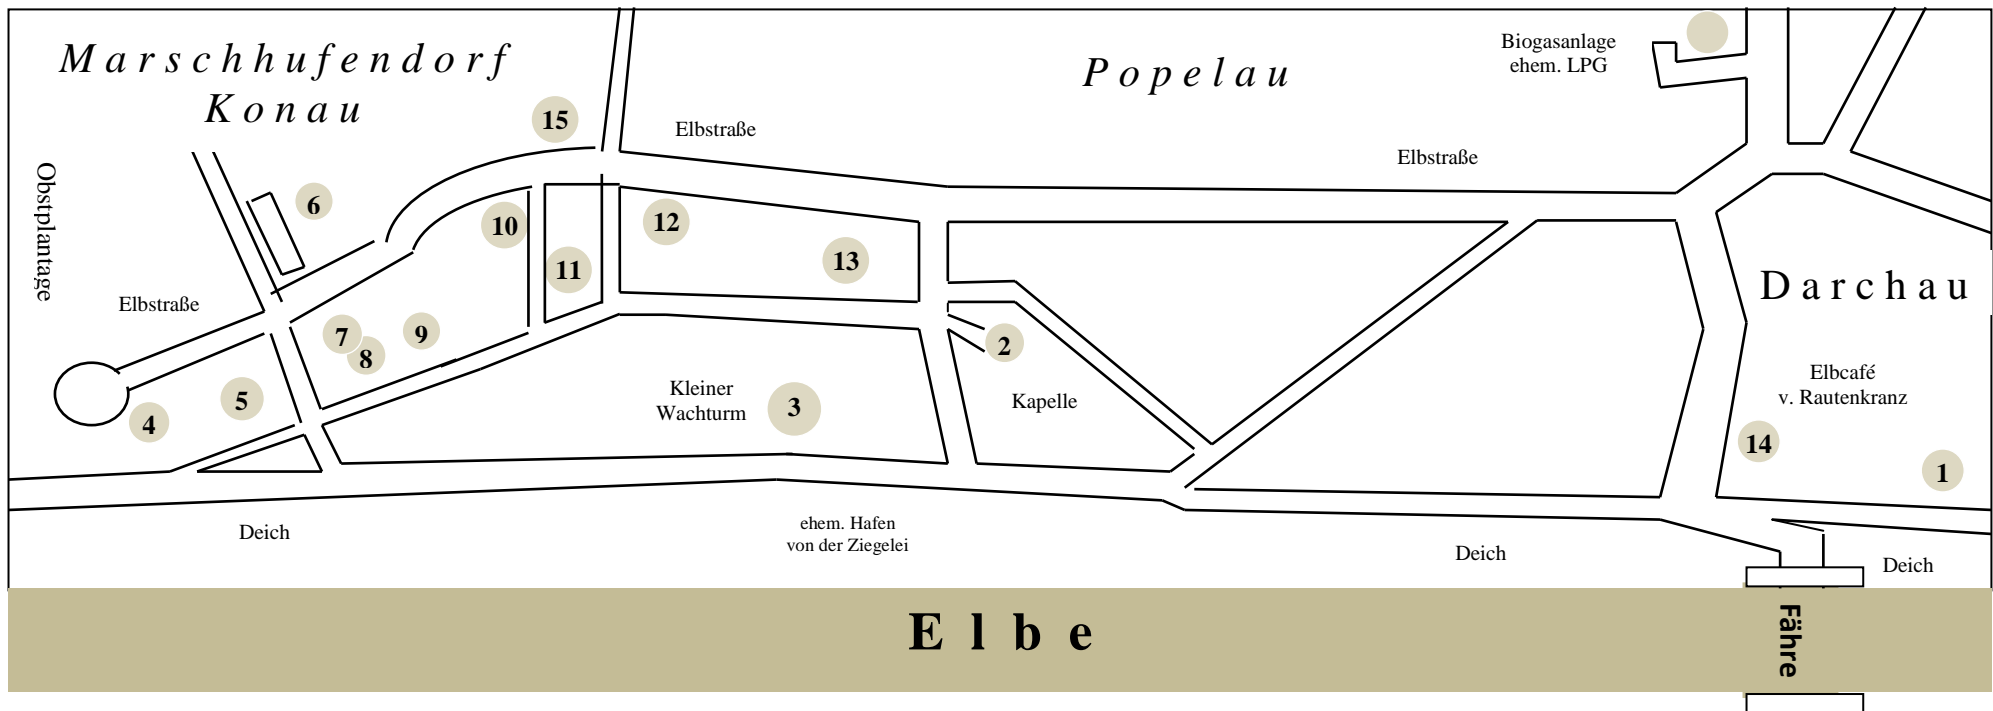 Marschhufendorf
Konau
Popelau
Biogasanlage
ehem. LPG
15
Elbstraße
Elbstraße
Obstplantage
6
10
12
13
11
Darchau
Elbstraße
7
8
9
2
Kleiner
Wachturm
3
Kapelle
Elbcafé
v. Rautenkranz
4
5
14
1
Deich
ehem. Hafen
von der Ziegelei
Deich
Deich
Elbe
Fähre